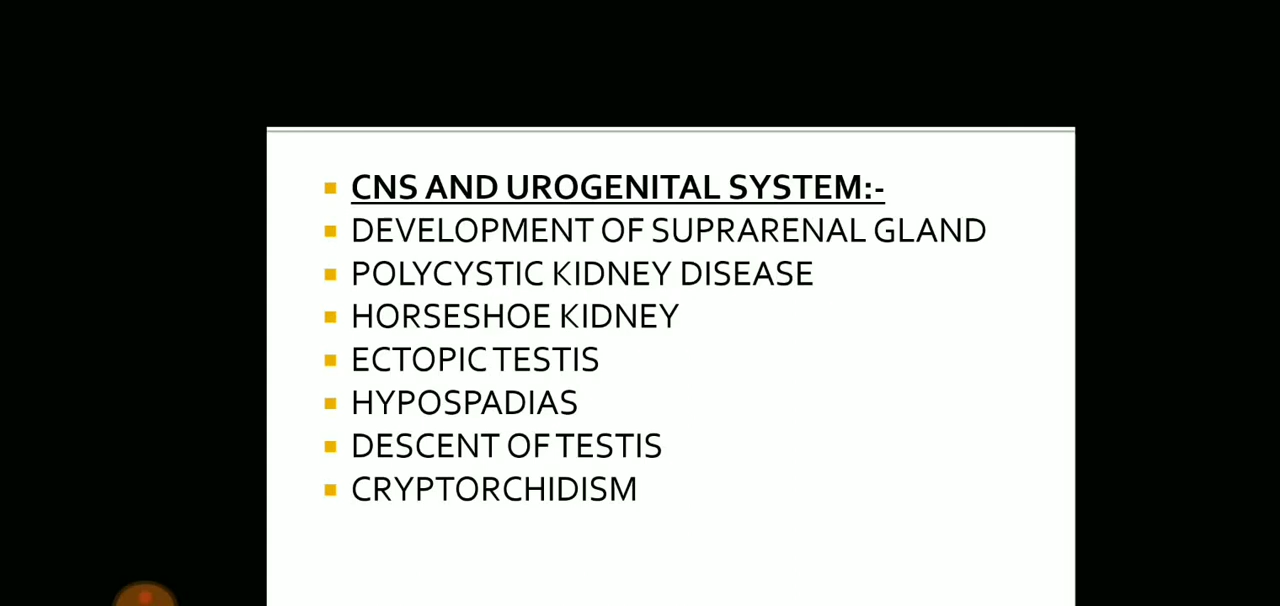 CNS AND UROGENITAL SYSTEM:-
DEVELOPMENT OF SUPRARENAL GLAND
POLYCYSTIC KIDNEY DISEASE
HORSESHOE KIDNEY
ECTOPIC TESTIS
HYPOSPADIAS
DESCENT OF TESTIS
CRYPTORCHIDISM